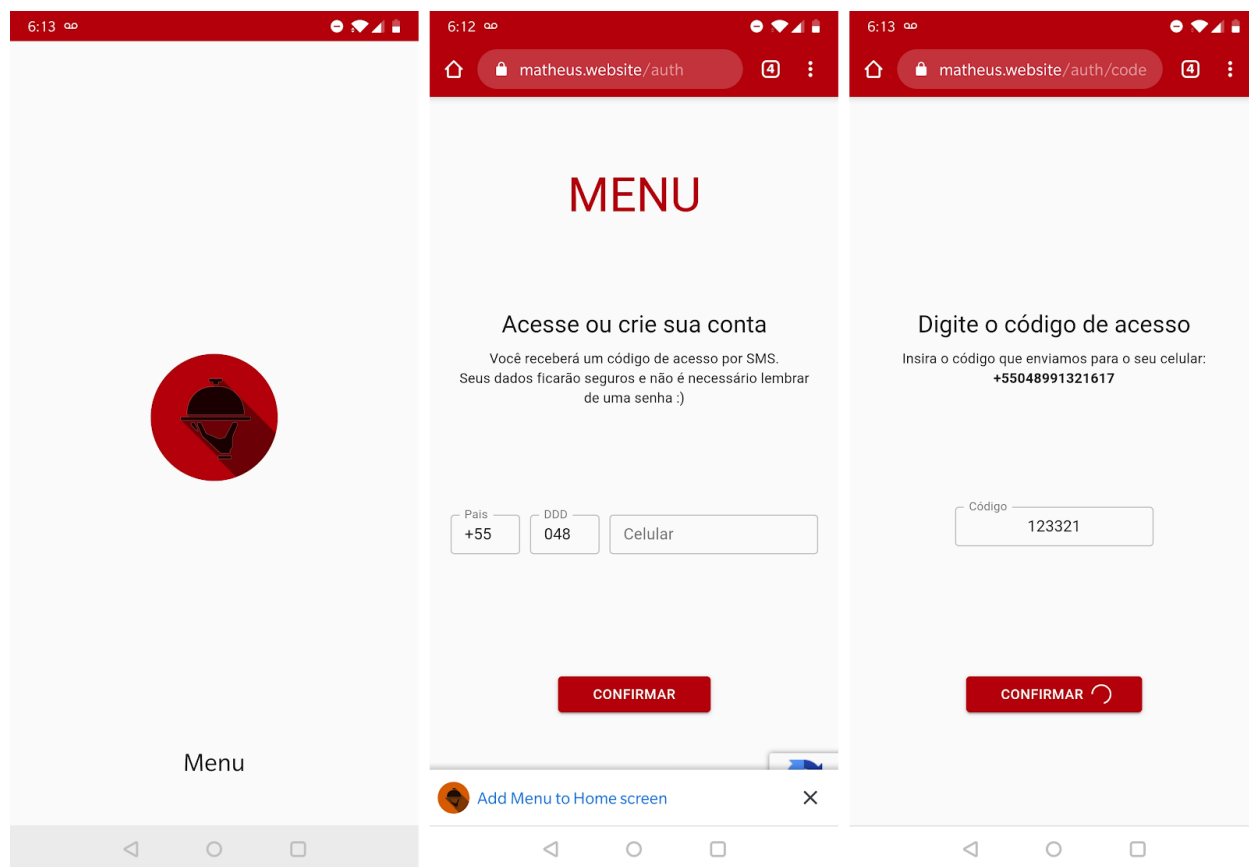 6:13
Menu
6:12
matheus.website/auth
4
MENU
Acesse ou crie sua conta
Você receberá um código de acesso por SMS.
Seus dados ficarão seguros e não é necessário lembrar
de uma senha :)
Pais
+55
DDD
048
Celular
CONFIRMAR
Add Menu to Home screen
6:13
matheus.website/auth/code
4
Digite o código de acesso
Insira o código que enviamos para o seu celular:
+55048991321617
Código
123321
CONFIRMAR